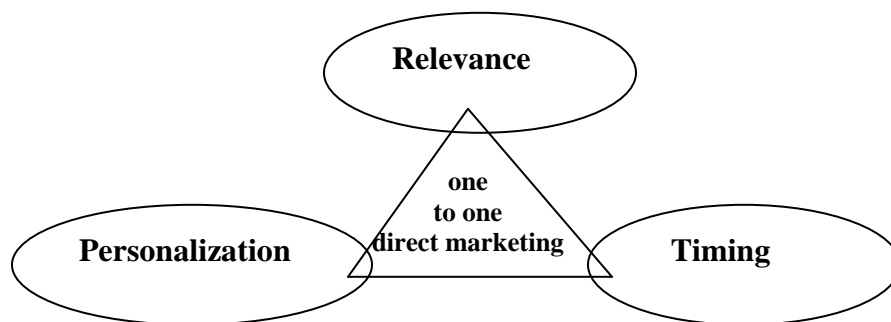 Relevance
one
to one
direct marketing
Personalization
Timing